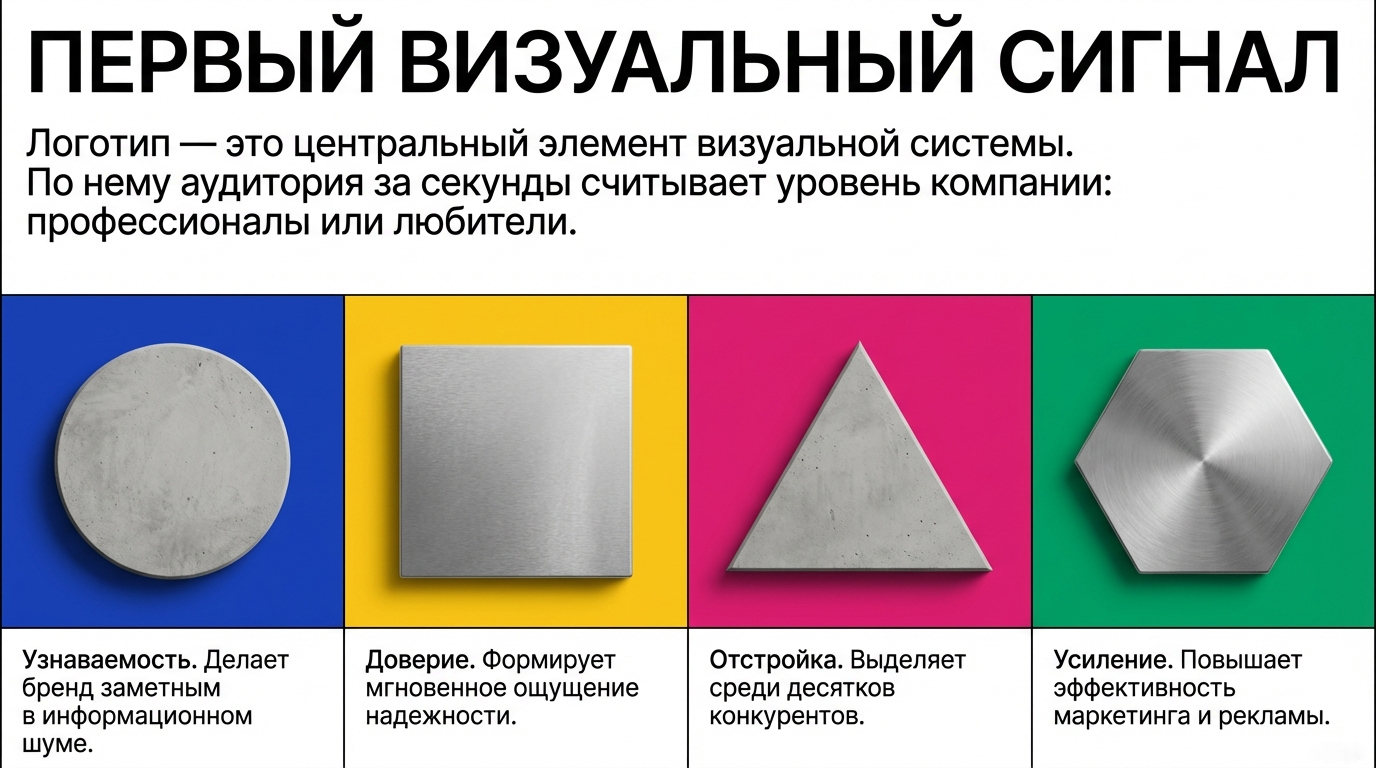 ПЕРВЫЙ ВИЗУАЛЬНЫЙ СИГНАЛ
Логотип — это центральный элемент визуальной системы.
По нему аудитория за секунды считывает уровень компании:
профессионалы или любители.
Узнаваемость. Делает
бренд заметным
в информационном
шуме.
Доверие. Формирует
мгновенное ощущение
надежности.
Отстройка. Выделяет
среди десятков
конкурентов.
Усиление. Повышает
эффективность
маркетинга и рекламы.